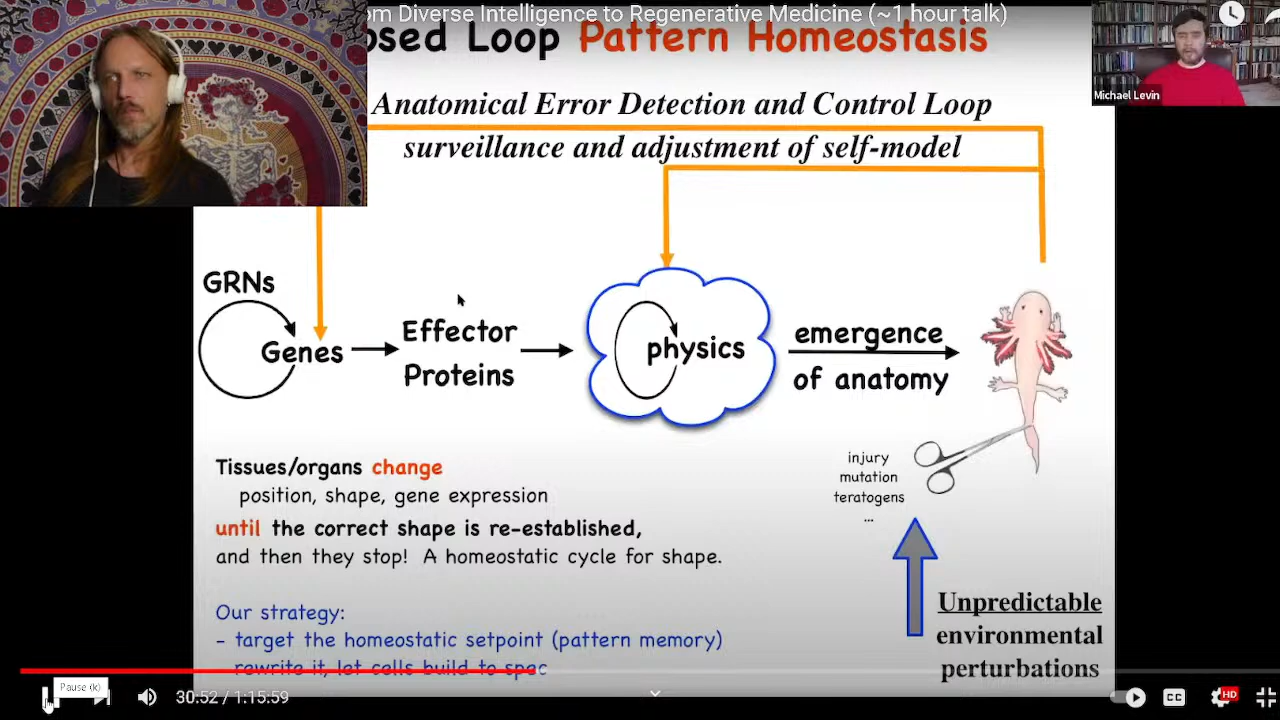 om Diverse Intelligence to Regenerative Medicine (~1 hour talk)
osed Loop Pattern Homeostasis
Michael Levin
Anatomical Error Detection and Control Loop
surveillance and adjustment of self-model
GRNs
Genes
Effector
Proteins
physics
emergence
of anatomy
injury
mutation
teratogens
...
Tissues/organs change
position, shape, gene expression
until the correct shape is re-established,
and then they stop! A homeostatic cycle for shape.
Our strategy:
- target the homeostatic setpoint (pattern memory)
rewrite it, let cells build to spec
Unpredictable
environmental
perturbations
Pause (k)
30:52 / 1:15:59
CC
HD